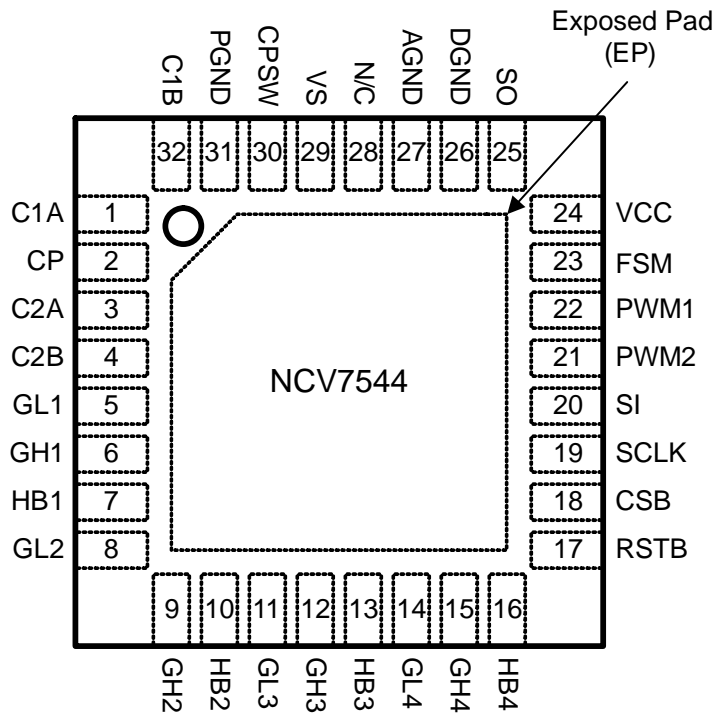 Exposed Pad
(EP)
C1B PGND CPSW VS N/C AGND DGND SO
32 31 30 29 28 27 26 25
C1A 1 24 VCC
CP 2 23 FSM
C2A 3 22 PWM1
C2B 4 21 PWM2
NCV7544
GL1 5 20 SI
GH1 6 19 SCLK
HB1 7 18 CSB
GL2 8 17 RSTB
9 10 11 12 13 14 15 16
GH2 HB2 GL3 GH3 HB3 GL4 GH4 HB4